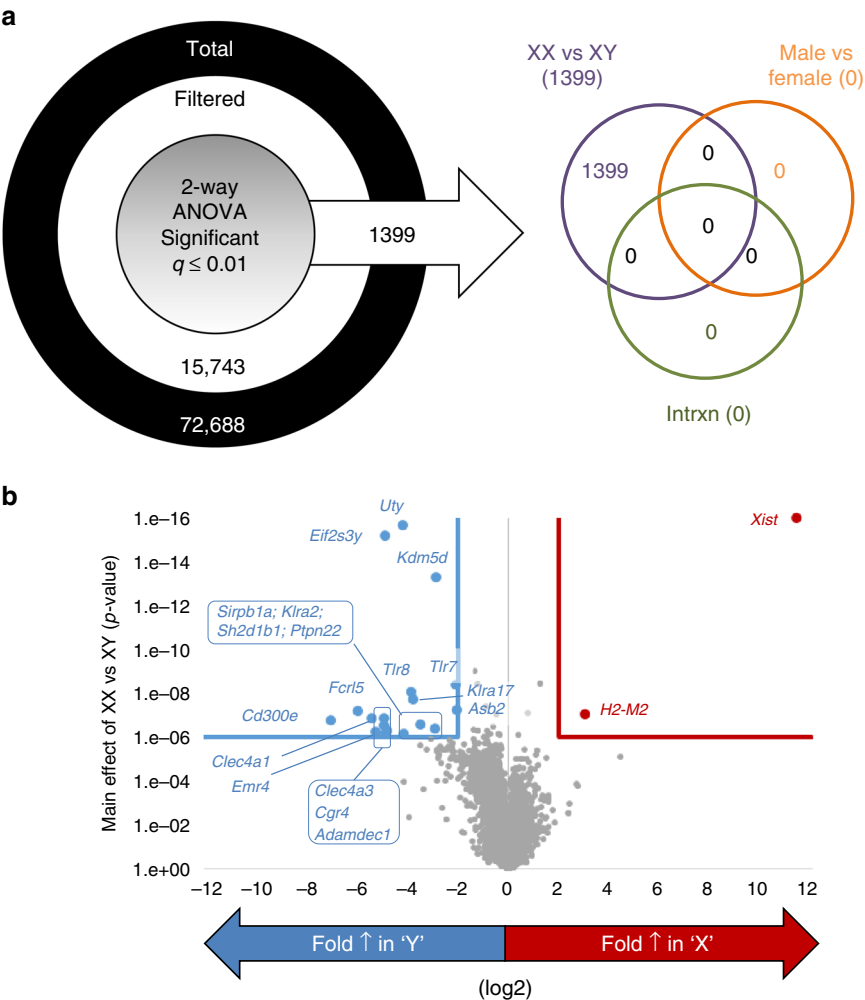 a
Total
Filtered
2-way
ANOVA
Significant
q ≤ 0.01
1399
15,743
72,688
XX vs XY
(1399)
Male vs
female (0)
1399
0
0
0
0
0
0
Intrxn (0)
b
Main effect of XX vs XY (p-value)
1.e–16
1.e–14
1.e–12
1.e–10
1.e–08
1.e–06
1.e–04
1.e–02
1.e+00
Uty
Eif2s3y
Kdm5d
Xist
Sirpb1a; Klra2;
Sh2d1b1; Ptpn22
Tlr8
Tlr7
Fcrl5
Klra17
Asb2
Cd300e
H2-M2
Clec4a1
Emr4
Clec4a3
Cgr4
Adamdec1
–12 –10 –8 –6 –4 –2 0 2 4 6 8 10 12
Fold ↑ in ‘Y’
Fold ↑ in ‘X’
(log2)